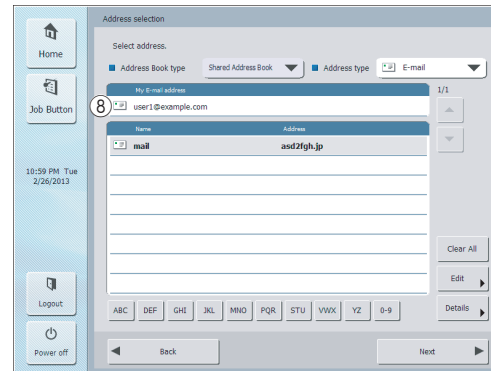 Address selection
Home
Select address.
Address Book type Shared Address Book Address type E-mail
My E-mail address 1/1
Job Button
8 user1@example.com
Name Address
mail asd2fgh.jp
10:59 PM Tue
2/26/2013
Clear All
Edit
Logout
ABC DEF GHI JKL MNO PQR STU VWX YZ 0-9 Details
Power off
Back Next